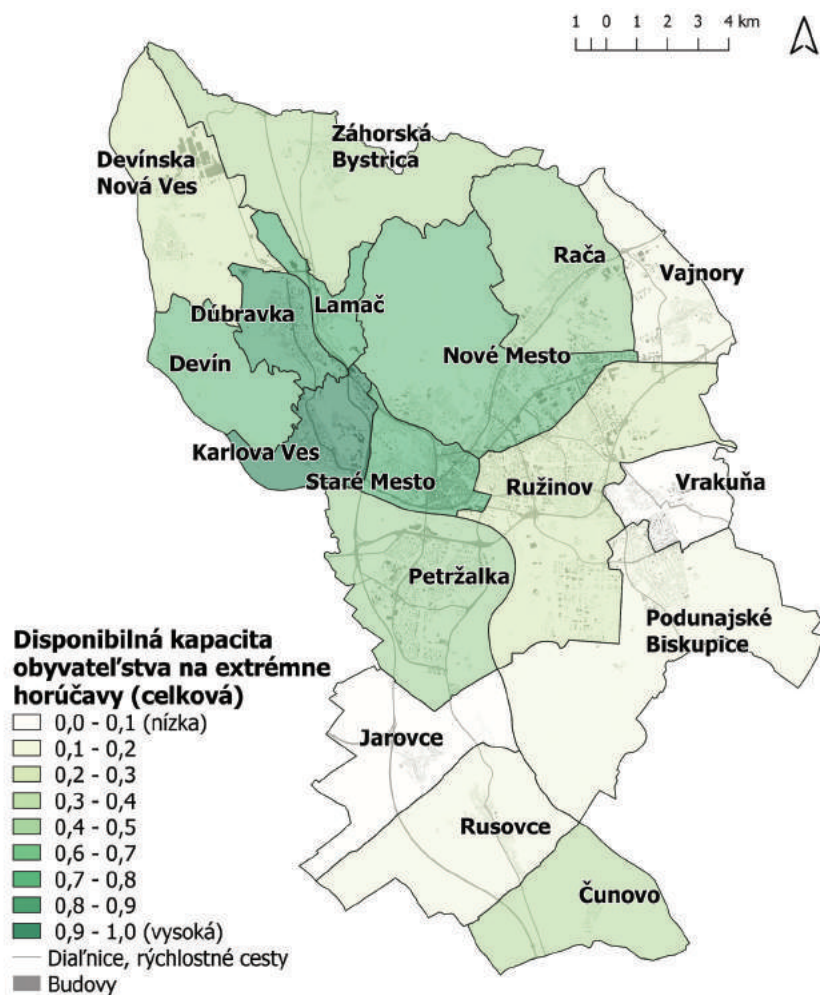 1 0 1 2 3 4 km
Záhorská
Bystrica
Devínska
Nová Ves
Rača
Vajnory
Lamač
Dúbravka
Nové Mesto
Devín
Karlova Ves
Staré Mesto
Ružinov
Vrakuňa
Petržalka
Podunajské
Biskupice
Disponibilná kapacita
obyvateľstva na extrémne
horúčavy (celková)
0,0 - 0,1 (nízka)
0,1 - 0,2
0,2 - 0,3
0,3 - 0,4
0,4 - 0,5
0,6 - 0,7
0,7 - 0,8
0,8 - 0,9
0,9 - 1,0 (vysoká)
Diaľnice, rýchlostné cesty
Budovy
Jarovce
Rusovce
Čunovo